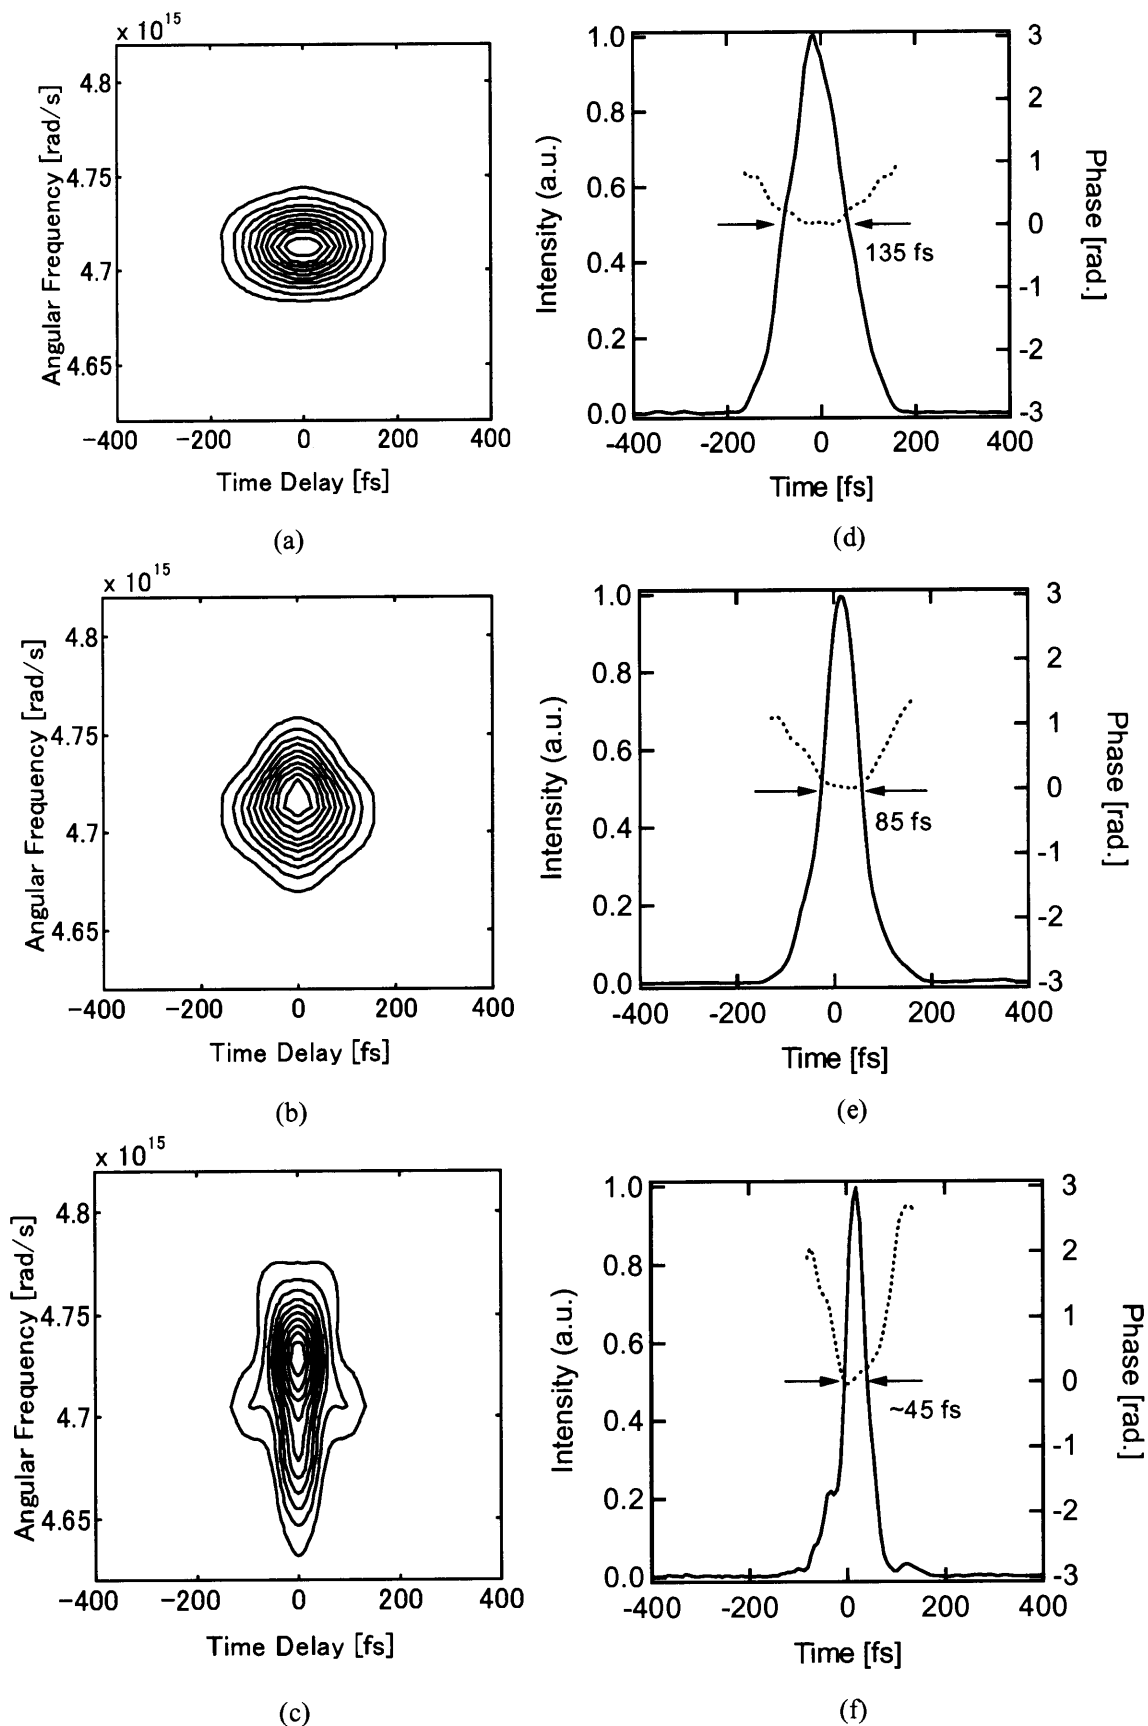 x 10^15
4.8
4.75
4.7
4.65
Angular Frequency [rad/s]
−400 −200 0 200 400
Time Delay [fs]
(a)
1.0
0.8
0.6
0.4
0.2
0.0
Intensity (a.u.)
3
2
1
0
-1
-2
-3
Phase [rad.]
135 fs
-400 -200 0 200 400
Time [fs]
(d)
x 10^15
4.8
4.75
4.7
4.65
Angular Frequency [rad/s]
−400 −200 0 200 400
Time Delay [fs]
(b)
1.0
0.8
0.6
0.4
0.2
0.0
Intensity (a.u.)
3
2
1
0
-1
-2
-3
Phase [rad.]
85 fs
-400 -200 0 200 400
Time [fs]
(e)
x 10^15
4.8
4.75
4.7
4.65
Angular Frequency [rad/s]
−400 −200 0 200 400
Time Delay [fs]
(c)
1.0
0.8
0.6
0.4
0.2
0.0
Intensity (a.u.)
3
2
1
0
-1
-2
-3
Phase [rad.]
~45 fs
-400 -200 0 200 400
Time [fs]
(f)